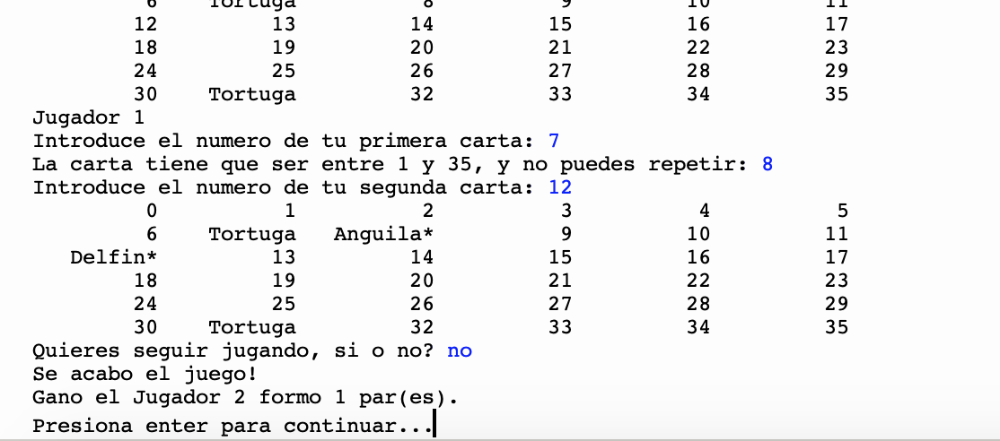 6 Tortuga 8 9 10 11
12 13 14 15 16 17
18 19 20 21 22 23
24 25 26 27 28 29
30 Tortuga 32 33 34 35
Jugador 1
Introduce el numero de tu primera carta: 7
La carta tiene que ser entre 1 y 35, y no puedes repetir: 8
Introduce el numero de tu segunda carta: 12
0 1 2 3 4 5
6 Tortuga Anguila* 9 10 11
Delfin* 13 14 15 16 17
18 19 20 21 22 23
24 25 26 27 28 29
30 Tortuga 32 33 34 35
Quieres seguir jugando, si o no? no
Se acabo el juego!
Gano el Jugador 2 formo 1 par(es).
Presiona enter para continuar...